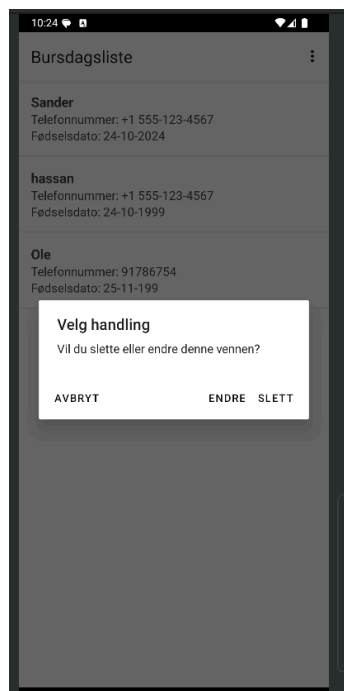 10:24
Bursdagsliste
Sander
Telefonnummer: +1 555-123-4567
Fødselsdato: 24-10-2024
hassan
Telefonnummer: +1 555-123-4567
Fødselsdato: 24-10-1999
Ole
Telefonnummer: 91786754
Fødselsdato: 25-11-199
Velg handling
Vil du slette eller endre denne vennen?
AVBRYT ENDRE SLETT